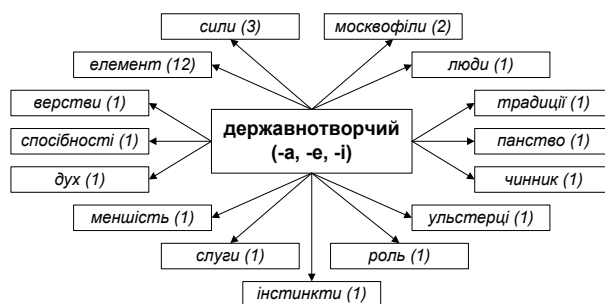 сили (3)
москвофіли (2)
елемент (12)
люди (1)
верстви (1)
традиції (1)
державнотворчий
(-а, -е, -і)
спосібності (1)
панство (1)
дух (1)
чинник (1)
меншість (1)
ульстерці (1)
слуги (1)
роль (1)
інстинкти (1)